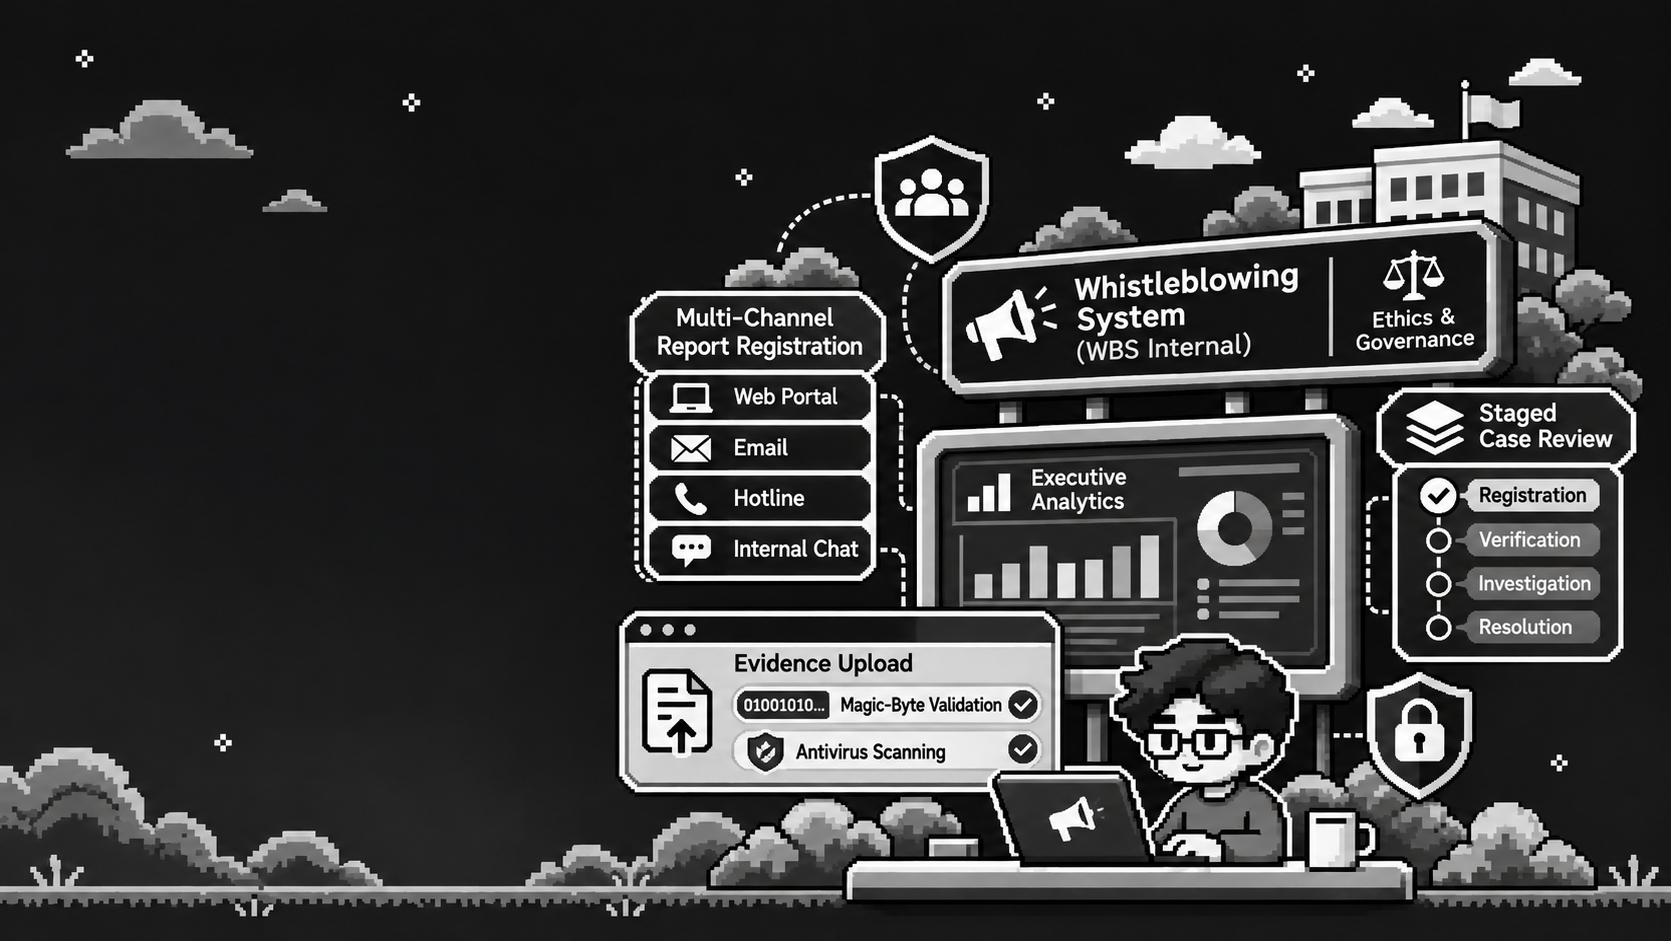 Whistleblowing
System
(WBS Internal)
Ethics &
Governance
Multi-Channel
Report Registration
Web Portal
Email
Hotline
Internal Chat
Executive
Analytics
Staged
Case Review
Registration
Verification
Investigation
Resolution
Evidence Upload
01001010... Magic-Byte Validation
Antivirus Scanning